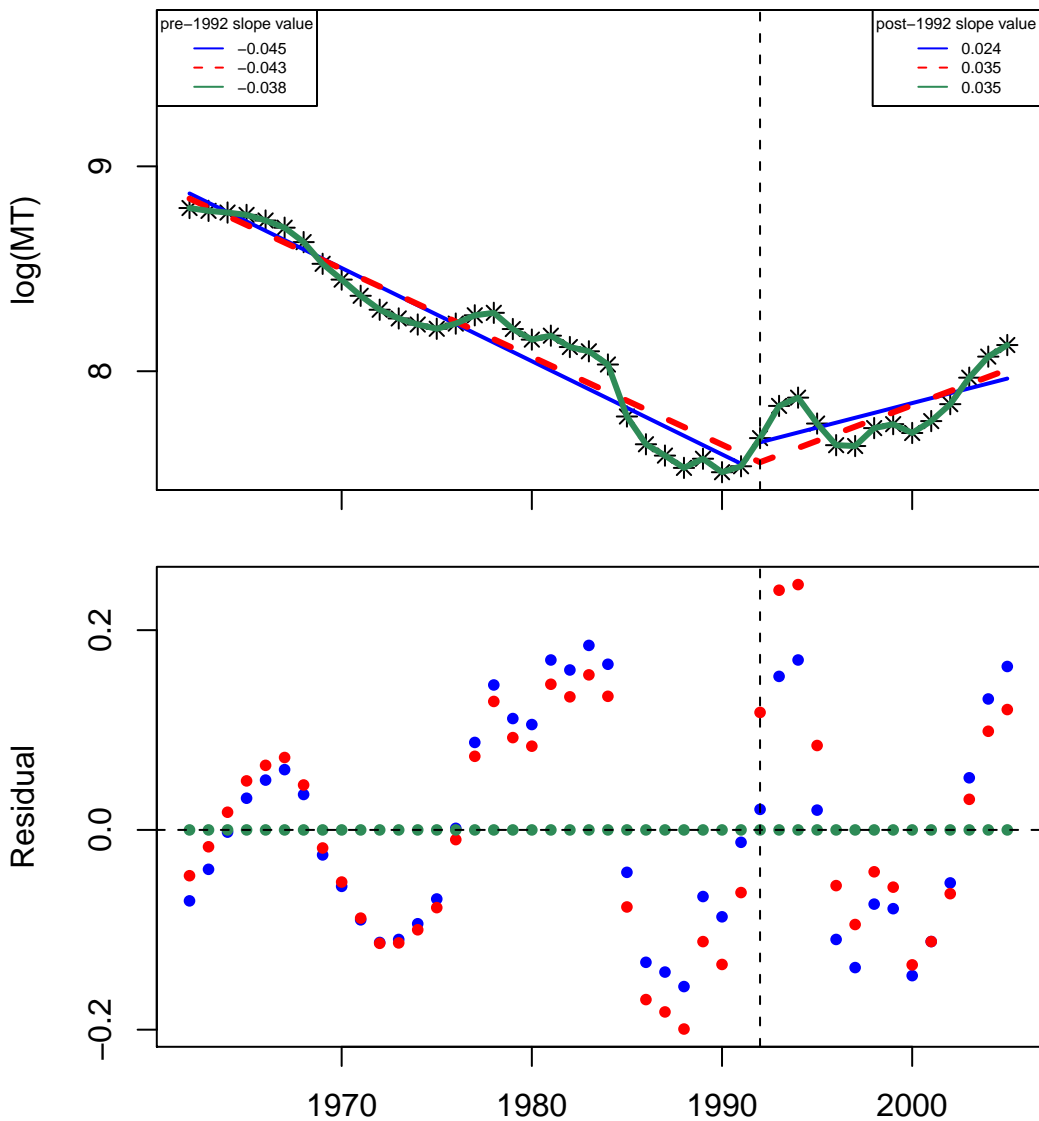 pre−1992 slope value
−0.045
−0.043
−0.038
post−1992 slope value
0.024
0.035
0.035
log(MT)
9
8
Residual
0.2
0.0
−0.2
1970 1980 1990 2000